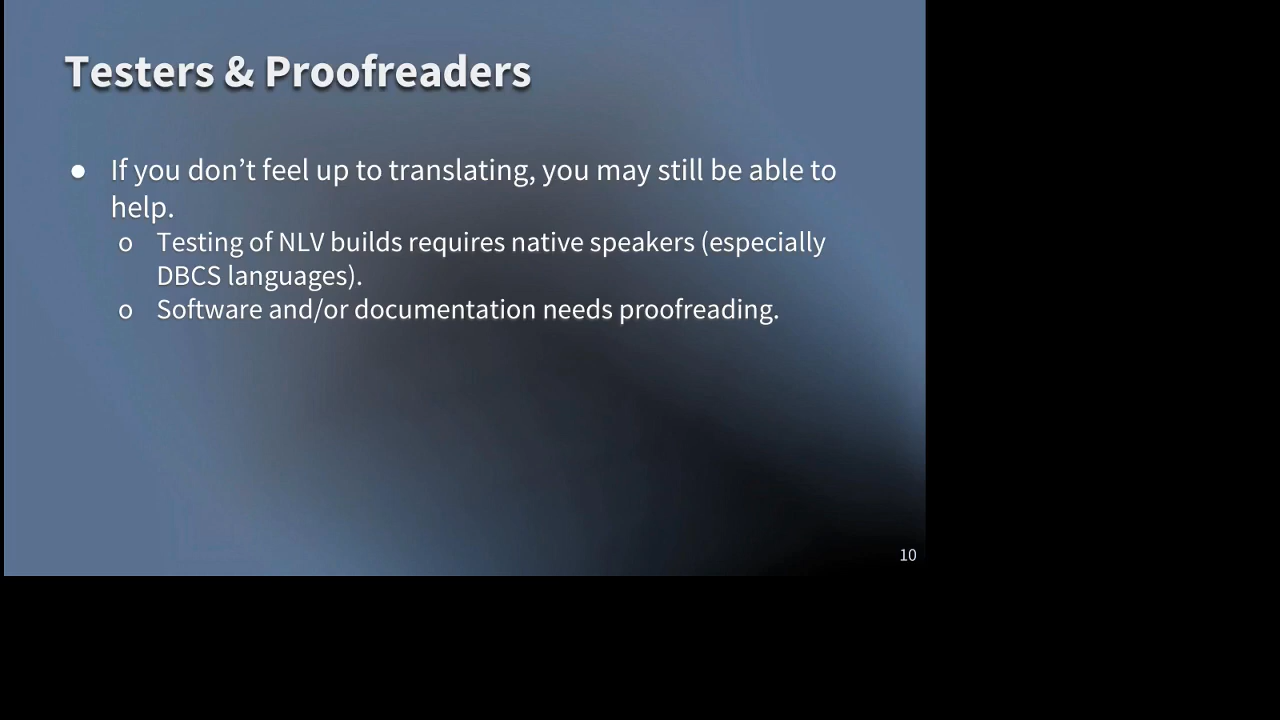 Testers & Proofreaders
● If you don’t feel up to translating, you may still be able to
help.
o Testing of NLV builds requires native speakers (especially
DBCS languages).
o Software and/or documentation needs proofreading.
10